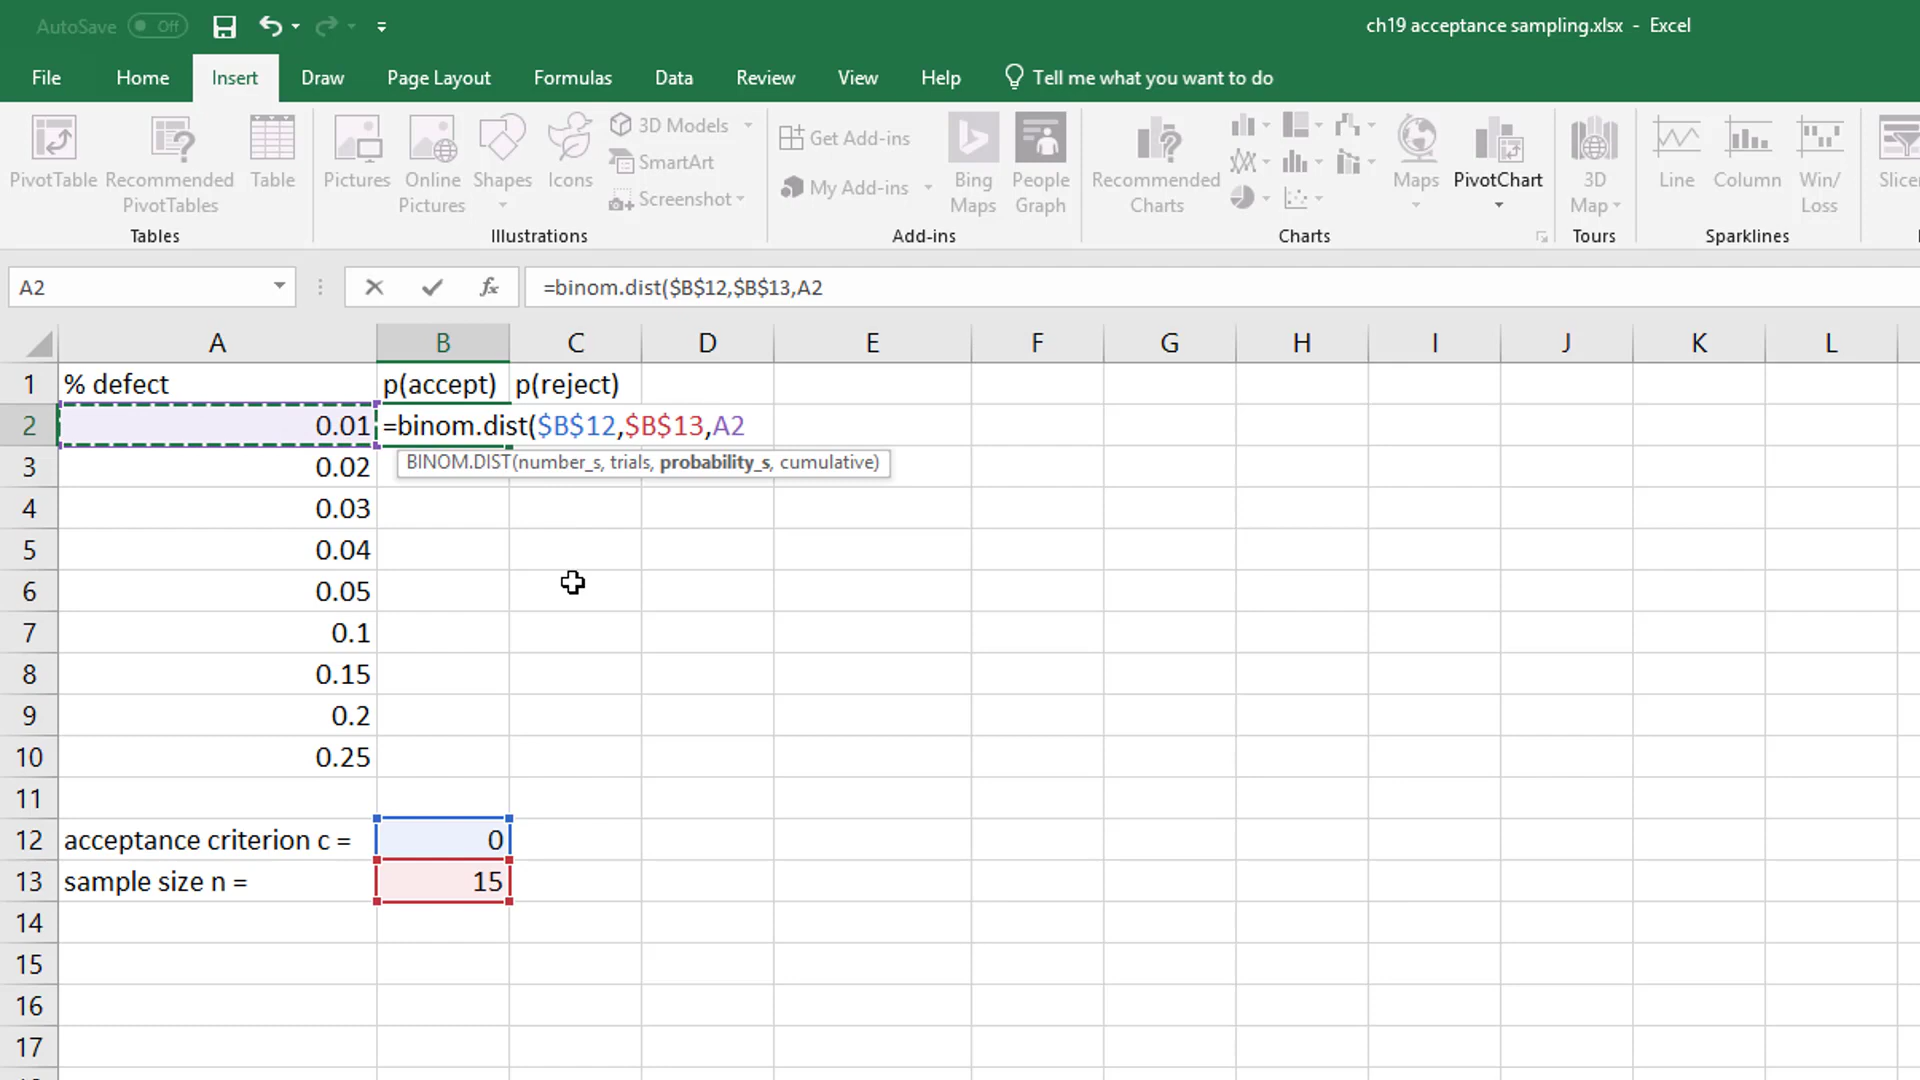 AutoSave Off
ch19 acceptance sampling.xlsx - Excel
File Home Insert Draw Page Layout Formulas Data Review View Help Tell me what you want to do
PivotTable
Recommended
PivotTables
Table
Tables
Pictures
Online
Pictures
Shapes
Icons
3D Models
SmartArt
Screenshot
Illustrations
Get Add-ins
My Add-ins
Bing
Maps
People
Graph
Add-ins
Recommended
Charts
Maps
PivotChart
Charts
3D
Map
Tours
Line
Column
Win/
Loss
Sparklines
Slicer
A2
fx
=binom.dist($B$12,$B$13,A2
A B C D E F G H I J K L
1 % defect p(accept) p(reject)
2 0.01 =binom.dist($B$12,$B$13,A2
BINOM.DIST(number_s, trials, probability_s, cumulative)
3 0.02
4 0.03
5 0.04
6 0.05
7 0.1
8 0.15
9 0.2
10 0.25
11
12 acceptance criterion c = 0
13 sample size n = 15
14
15
16
17